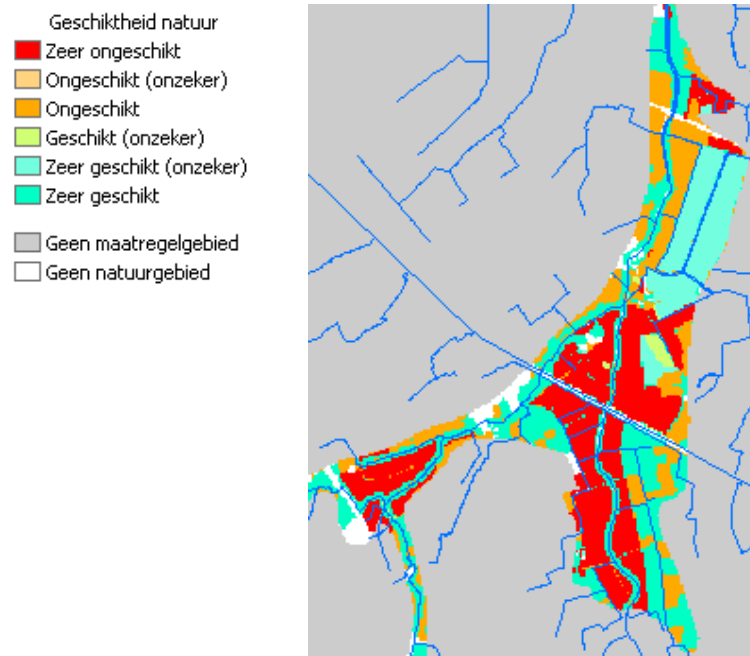 Geschiktheid natuur
Zeer ongeschikt
Ongeschikt (onzeker)
Ongeschikt
Geschikt (onzeker)
Zeer geschikt (onzeker)
Zeer geschikt
Geen maatregelgebied
Geen natuurgebied